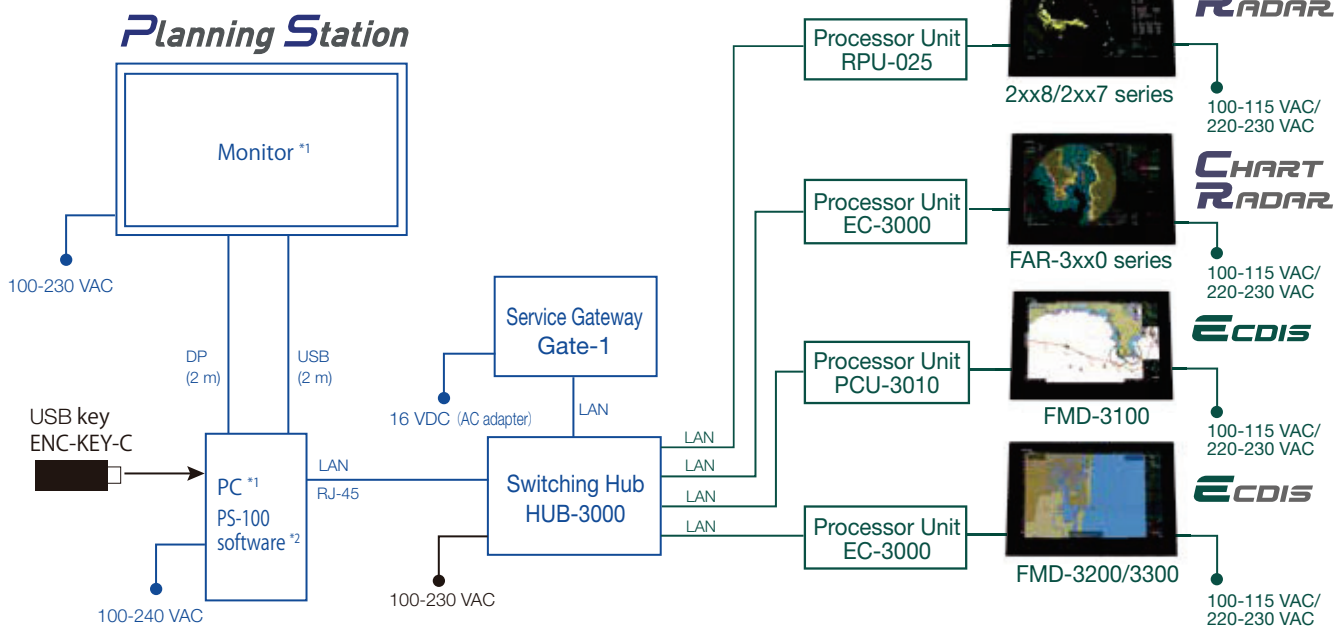 Planning Station
Monitor *1
100-230 VAC
DP
(2 m)
USB
(2 m)
USB key
ENC-KEY-C
PC *1
PS-100
software *2
100-240 VAC
LAN
RJ-45
Service Gateway
Gate-1
16 VDC (AC adapter)
LAN
Switching Hub
HUB-3000
100-230 VAC
LAN
LAN
LAN
LAN
Processor Unit
RPU-025
2xx8/2xx7 series
RADAR
100-115 VAC/
220-230 VAC
Processor Unit
EC-3000
FAR-3xx0 series
CHART
RADAR
100-115 VAC/
220-230 VAC
Processor Unit
PCU-3010
FMD-3100
ECDIS
100-115 VAC/
220-230 VAC
Processor Unit
EC-3000
FMD-3200/3300
ECDIS
100-115 VAC/
220-230 VAC